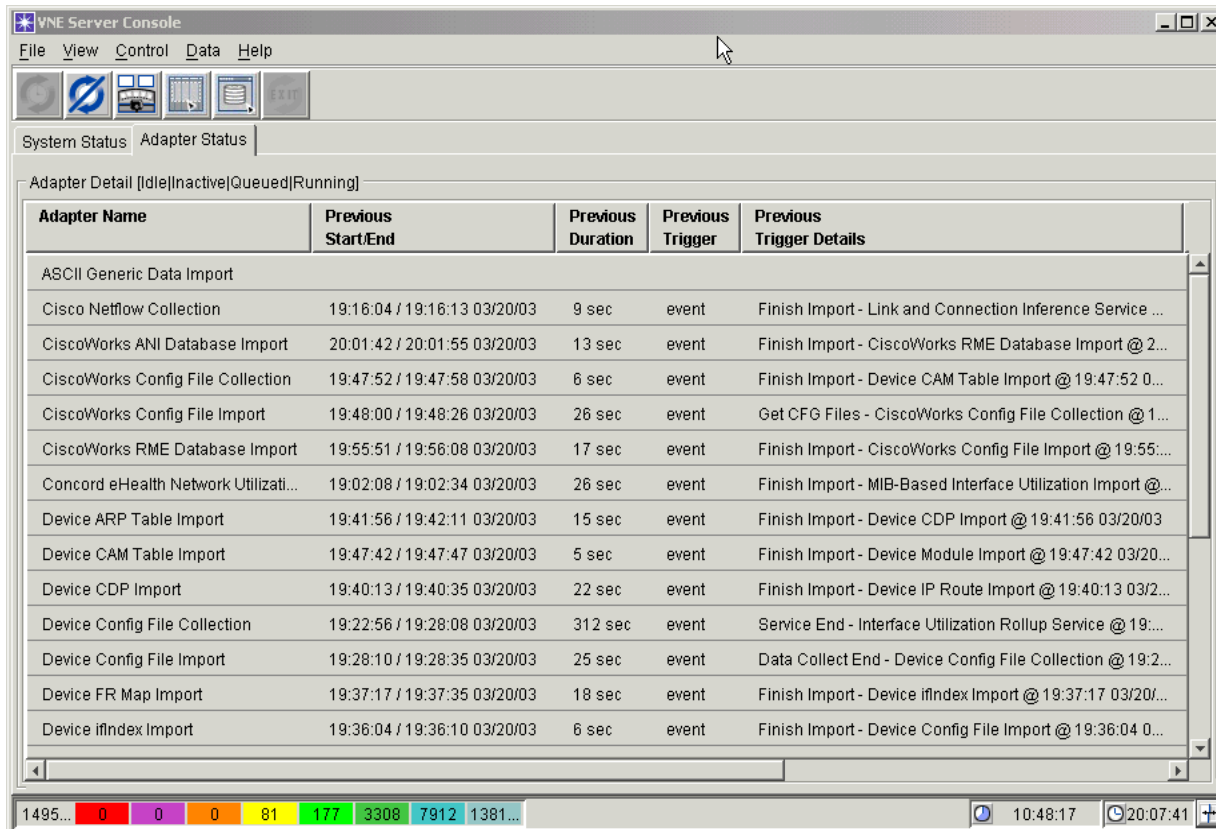 VNE Server Console
File View Control Data Help
EXIT
System Status Adapter Status
Adapter Detail [Idle|Inactive|Queued|Running]
Adapter Name Previous Start/End Previous Duration Previous Trigger Previous Trigger Details
ASCII Generic Data Import
Cisco Netflow Collection 19:16:04 / 19:16:13 03/20/03 9 sec event Finish Import - Link and Connection Inference Service ...
CiscoWorks ANI Database Import 20:01:42 / 20:01:55 03/20/03 13 sec event Finish Import - CiscoWorks RME Database Import @ 2...
CiscoWorks Config File Collection 19:47:52 / 19:47:58 03/20/03 6 sec event Finish Import - Device CAM Table Import @ 19:47:52 0...
CiscoWorks Config File Import 19:48:00 / 19:48:26 03/20/03 26 sec event Get CFG Files - CiscoWorks Config File Collection @ 1...
CiscoWorks RME Database Import 19:55:51 / 19:56:08 03/20/03 17 sec event Finish Import - CiscoWorks Config File Import @ 19:55:...
Concord eHealth Network Utilizati... 19:02:08 / 19:02:34 03/20/03 26 sec event Finish Import - MIB-Based Interface Utilization Import @...
Device ARP Table Import 19:41:56 / 19:42:11 03/20/03 15 sec event Finish Import - Device CDP Import @ 19:41:56 03/20/03
Device CAM Table Import 19:47:42 / 19:47:47 03/20/03 5 sec event Finish Import - Device Module Import @ 19:47:42 03/20...
Device CDP Import 19:40:13 / 19:40:35 03/20/03 22 sec event Finish Import - Device IP Route Import @ 19:40:13 03/2...
Device Config File Collection 19:22:56 / 19:28:08 03/20/03 312 sec event Service End - Interface Utilization Rollup Service @ 19:...
Device Config File Import 19:28:10 / 19:28:35 03/20/03 25 sec event Data Collect End - Device Config File Collection @ 19:2...
Device FR Map Import 19:37:17 / 19:37:35 03/20/03 18 sec event Finish Import - Device ifIndex Import @ 19:37:17 03/20/...
Device ifIndex Import 19:36:04 / 19:36:10 03/20/03 6 sec event Finish Import - Device Config File Import @ 19:36:04 0...
1495... 0 0 0 81 177 3308 7912 1381... 10:48:17 20:07:41